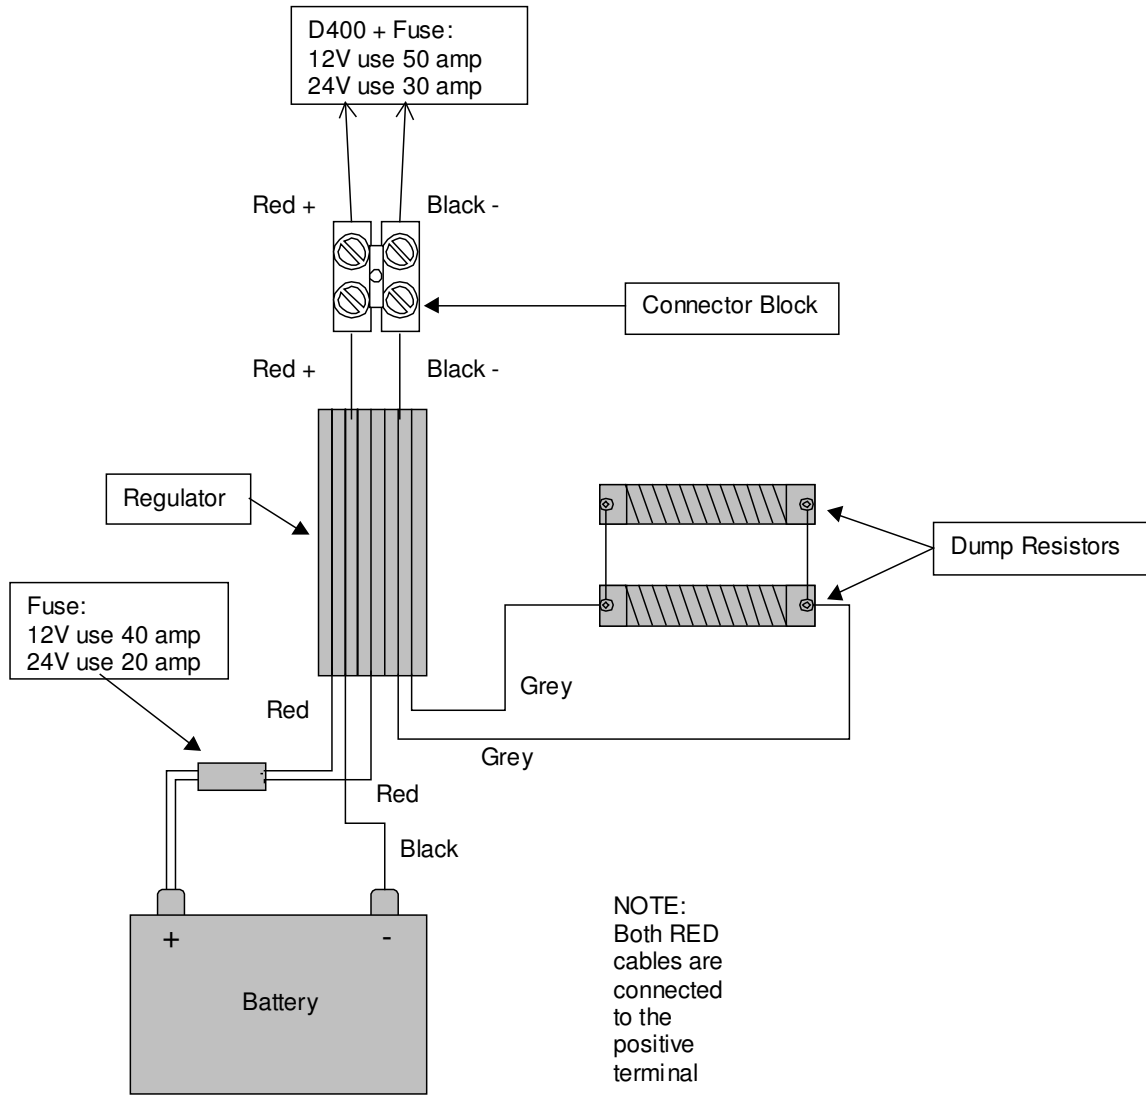 D400 + Fuse:
12V use 50 amp
24V use 30 amp
Red +
Black -
Connector Block
Red +
Black -
Regulator
Dump Resistors
Fuse:
12V use 40 amp
24V use 20 amp
Grey
Red
Grey
Red
Black
+
-
Battery
NOTE:
Both RED
cables are
connected
to the
positive
terminal